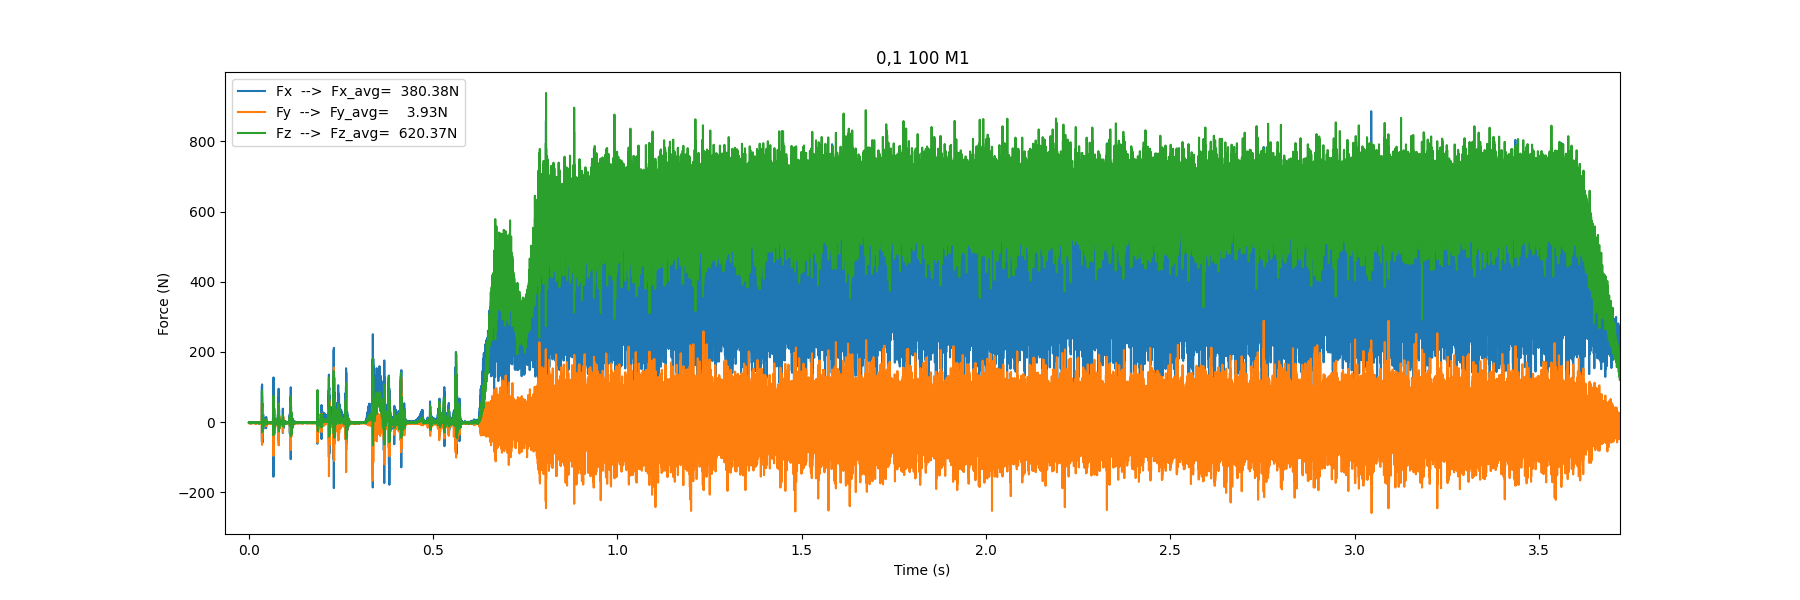 0,1 100 M1
Fx --> Fx_avg= 380.38N
Fy --> Fy_avg= 3.93N
Fz --> Fz_avg= 620.37N
800
600
400
200
0
−200
Force (N)
0.0 0.5 1.0 1.5 2.0 2.5 3.0 3.5
Time (s)